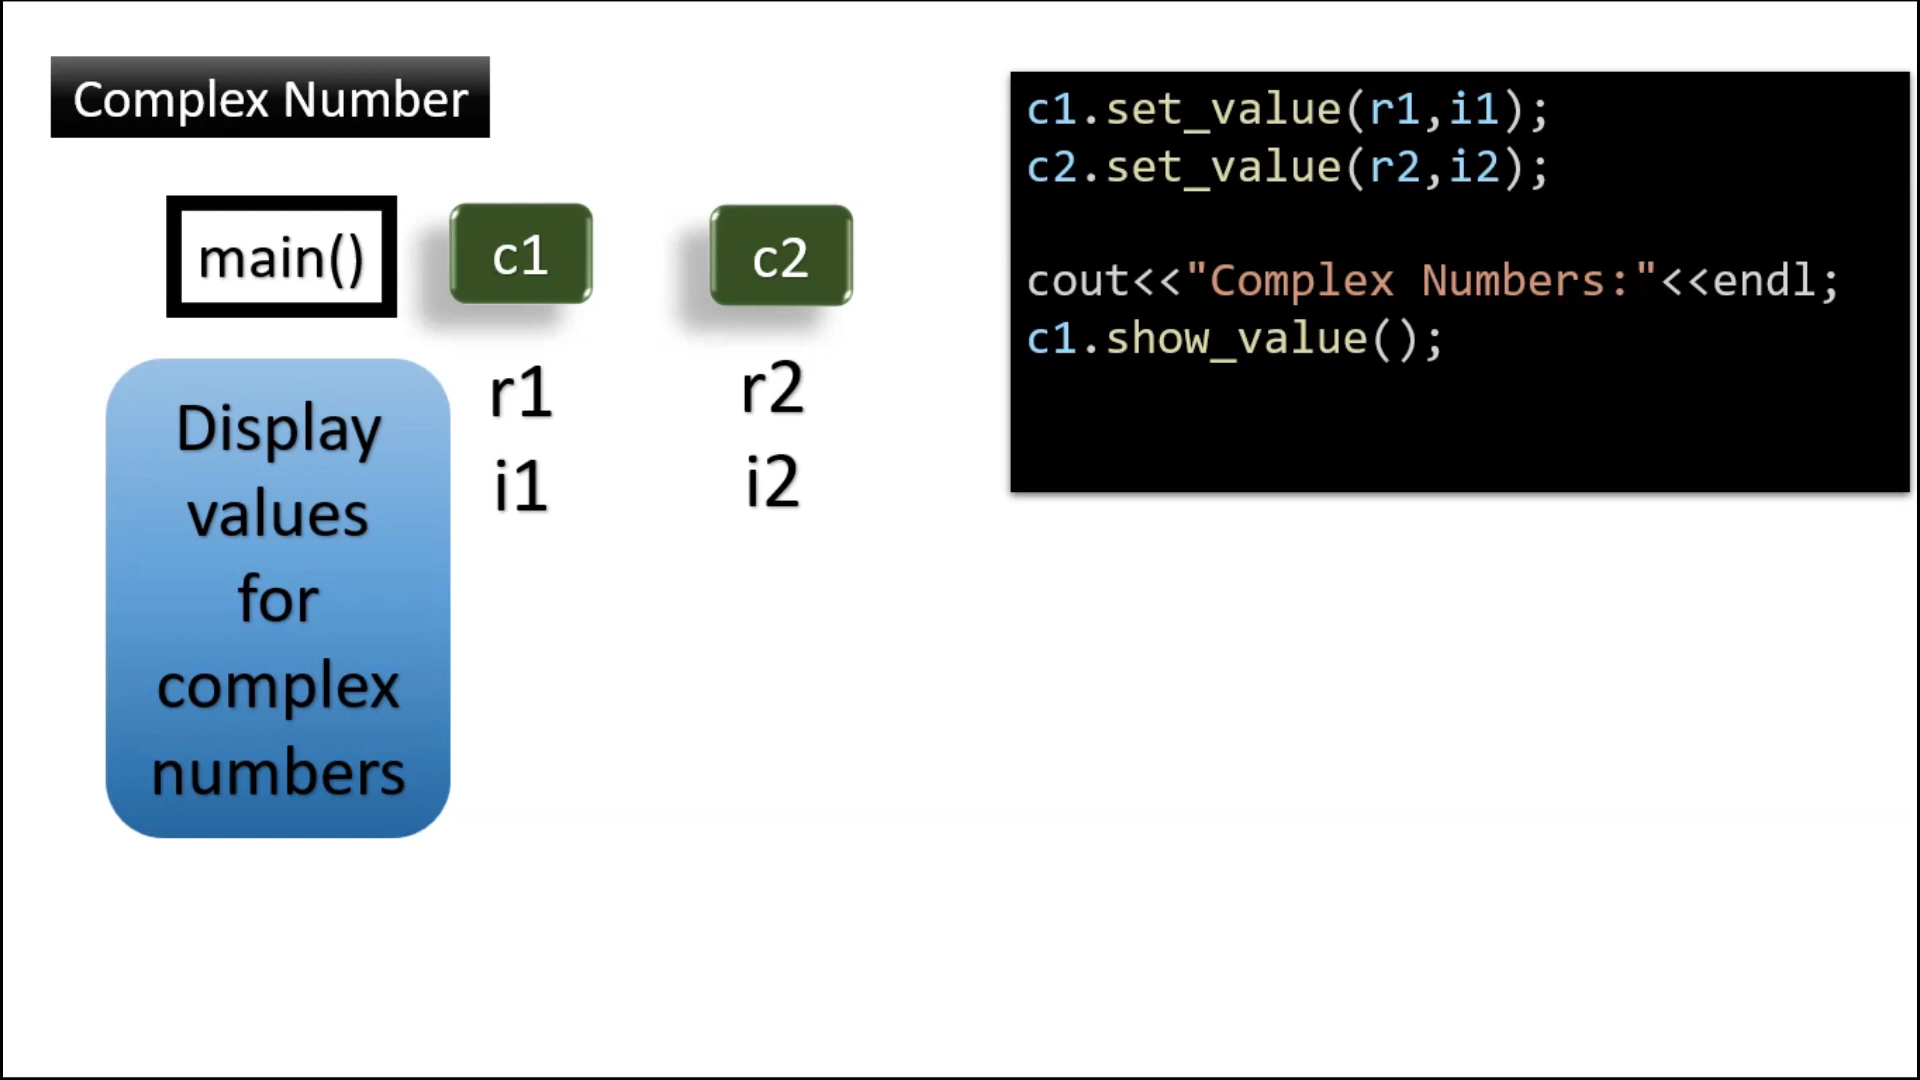 Complex Number
main()
c1
c2
Display
values
for
complex
numbers
r1
i1
r2
i2
c1.set_value(r1,i1);
c2.set_value(r2,i2);
cout<<"Complex Numbers:"<<endl;
c1.show_value();